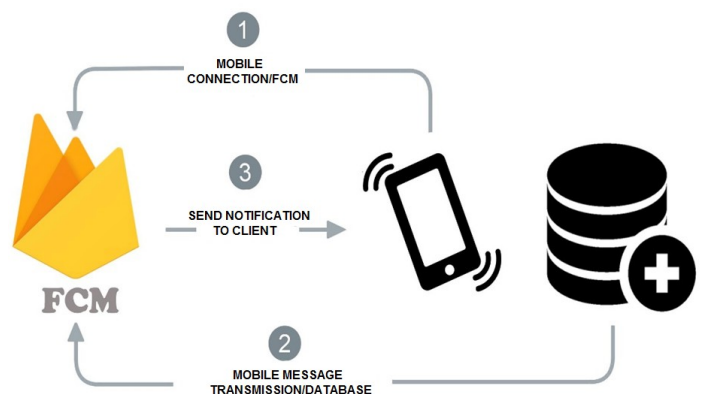 1
MOBILE
CONNECTION/FCM
3
SEND NOTIFICATION
TO CLIENT
FCM
2
MOBILE MESSAGE
TRANSMISSION/DATABASE